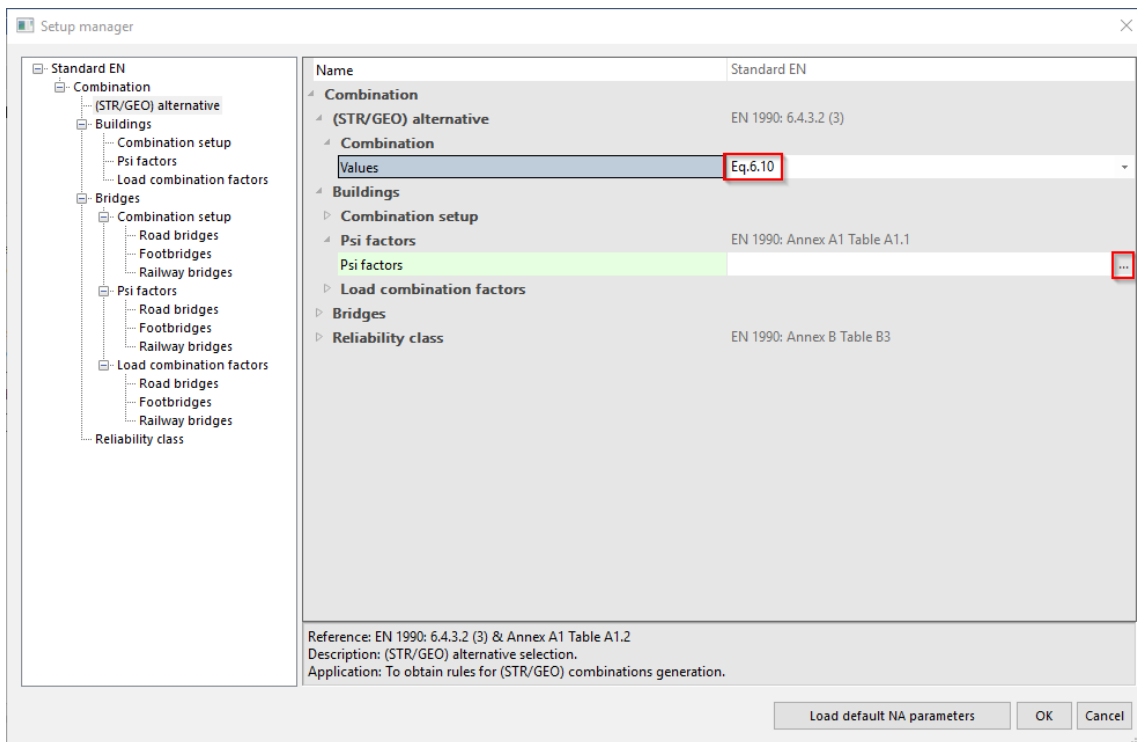 Setup manager
Standard EN
Combination
(STR/GEO) alternative
Buildings
Combination setup
Psi factors
Load combination factors
Bridges
Combination setup
Road bridges
Footbridges
Railway bridges
Psi factors
Road bridges
Footbridges
Railway bridges
Load combination factors
Road bridges
Footbridges
Railway bridges
Reliability class
Name Standard EN
Combination
(STR/GEO) alternative EN 1990: 6.4.3.2 (3)
Combination
Values Eq.6.10
Buildings
Combination setup
Psi factors EN 1990: Annex A1 Table A1.1
Psi factors ...
Load combination factors
Bridges
Reliability class EN 1990: Annex B Table B3
Reference: EN 1990: 6.4.3.2 (3) & Annex A1 Table A1.2
Description: (STR/GEO) alternative selection.
Application: To obtain rules for (STR/GEO) combinations generation.
Load default NA parameters OK Cancel